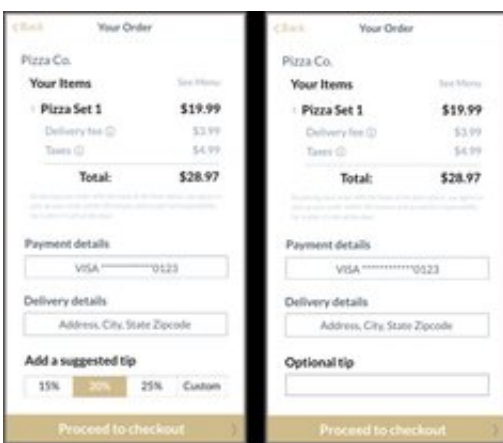 < Back Your Order
Pizza Co.
Your Items See Menu
Pizza Set 1 $19.99
Delivery fee ⓘ $3.99
Taxes ⓘ $4.99
Total: $28.97
Payment details
VISA ************0123
Delivery details
Address, City, State Zipcode
Add a suggested tip
15% 20% 25% Custom
Proceed to checkout >
< Back Your Order
Pizza Co.
Your Items See Menu
Pizza Set 1 $19.99
Delivery fee ⓘ $3.99
Taxes ⓘ $4.99
Total: $28.97
Payment details
VISA ************0123
Delivery details
Address, City, State Zipcode
Optional tip
Proceed to checkout >